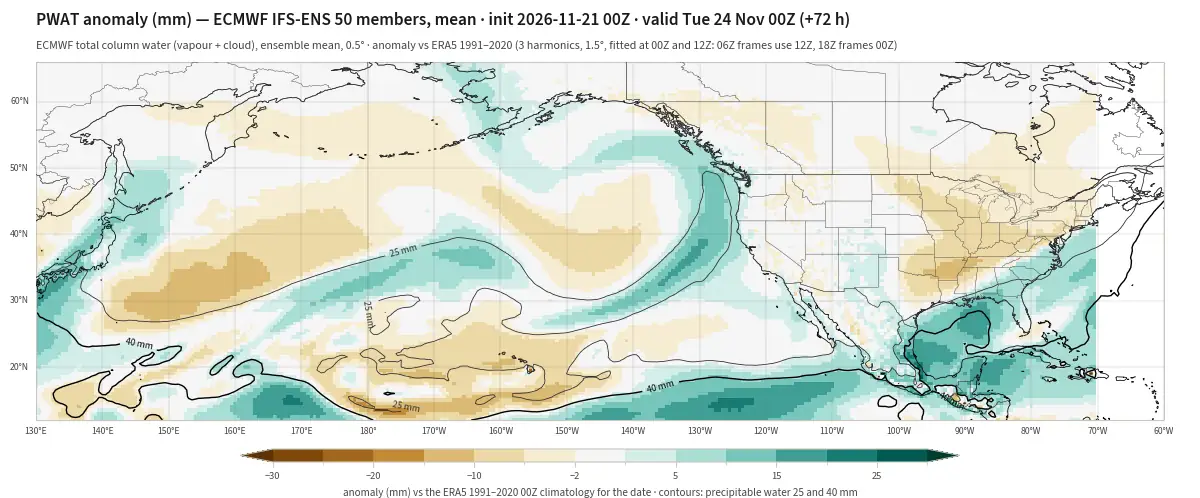 PWAT anomaly (mm) — ECMWF IFS-ENS 50 members, mean · init 2026-11-21 00Z · valid Tue 24 Nov 00Z (+72 h)
ECMWF total column water (vapour + cloud), ensemble mean, 0.5° · anomaly vs ERA5 1991–2020 (3 harmonics, 1.5°, fitted at 00Z and 12Z: 06Z frames use 12Z, 18Z frames 00Z)
60°N
50°N
40°N
30°N
20°N
25 mm
25 mm
40 mm
40 mm
25 mm
130°E 140°E 150°E 160°E 170°E 180° 170°W 160°W 150°W 140°W 130°W 120°W 110°W 100°W 90°W 80°W 70°W 60°W
−30 −20 −10 −2 5 15 25
anomaly (mm) vs the ERA5 1991–2020 00Z climatology for the date · contours: precipitable water 25 and 40 mm